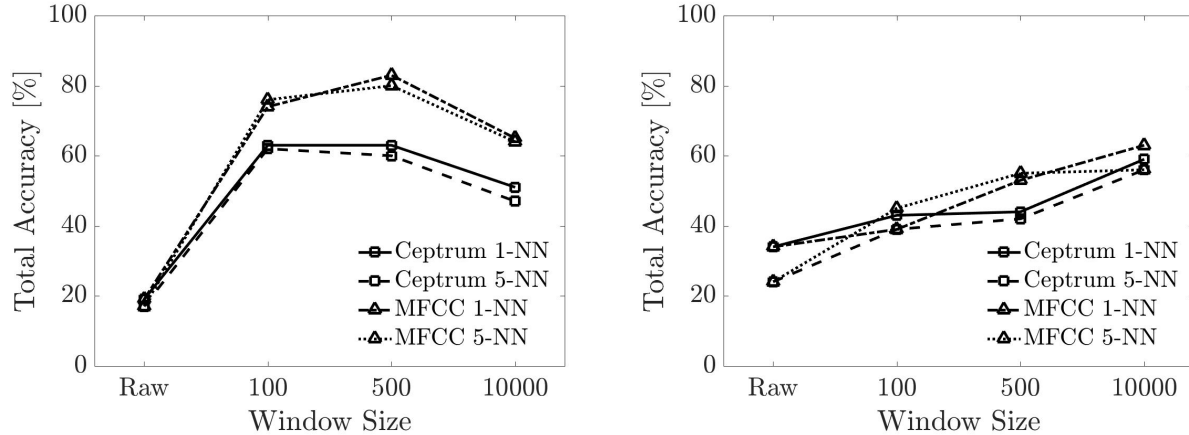 100
80
60
40
20
0
Total Accuracy [%]
Ceptrum 1-NN
Ceptrum 5-NN
MFCC 1-NN
MFCC 5-NN
Raw 100 500 10000
Window Size
100
80
60
40
20
0
Total Accuracy [%]
Ceptrum 1-NN
Ceptrum 5-NN
MFCC 1-NN
MFCC 5-NN
Raw 100 500 10000
Window Size